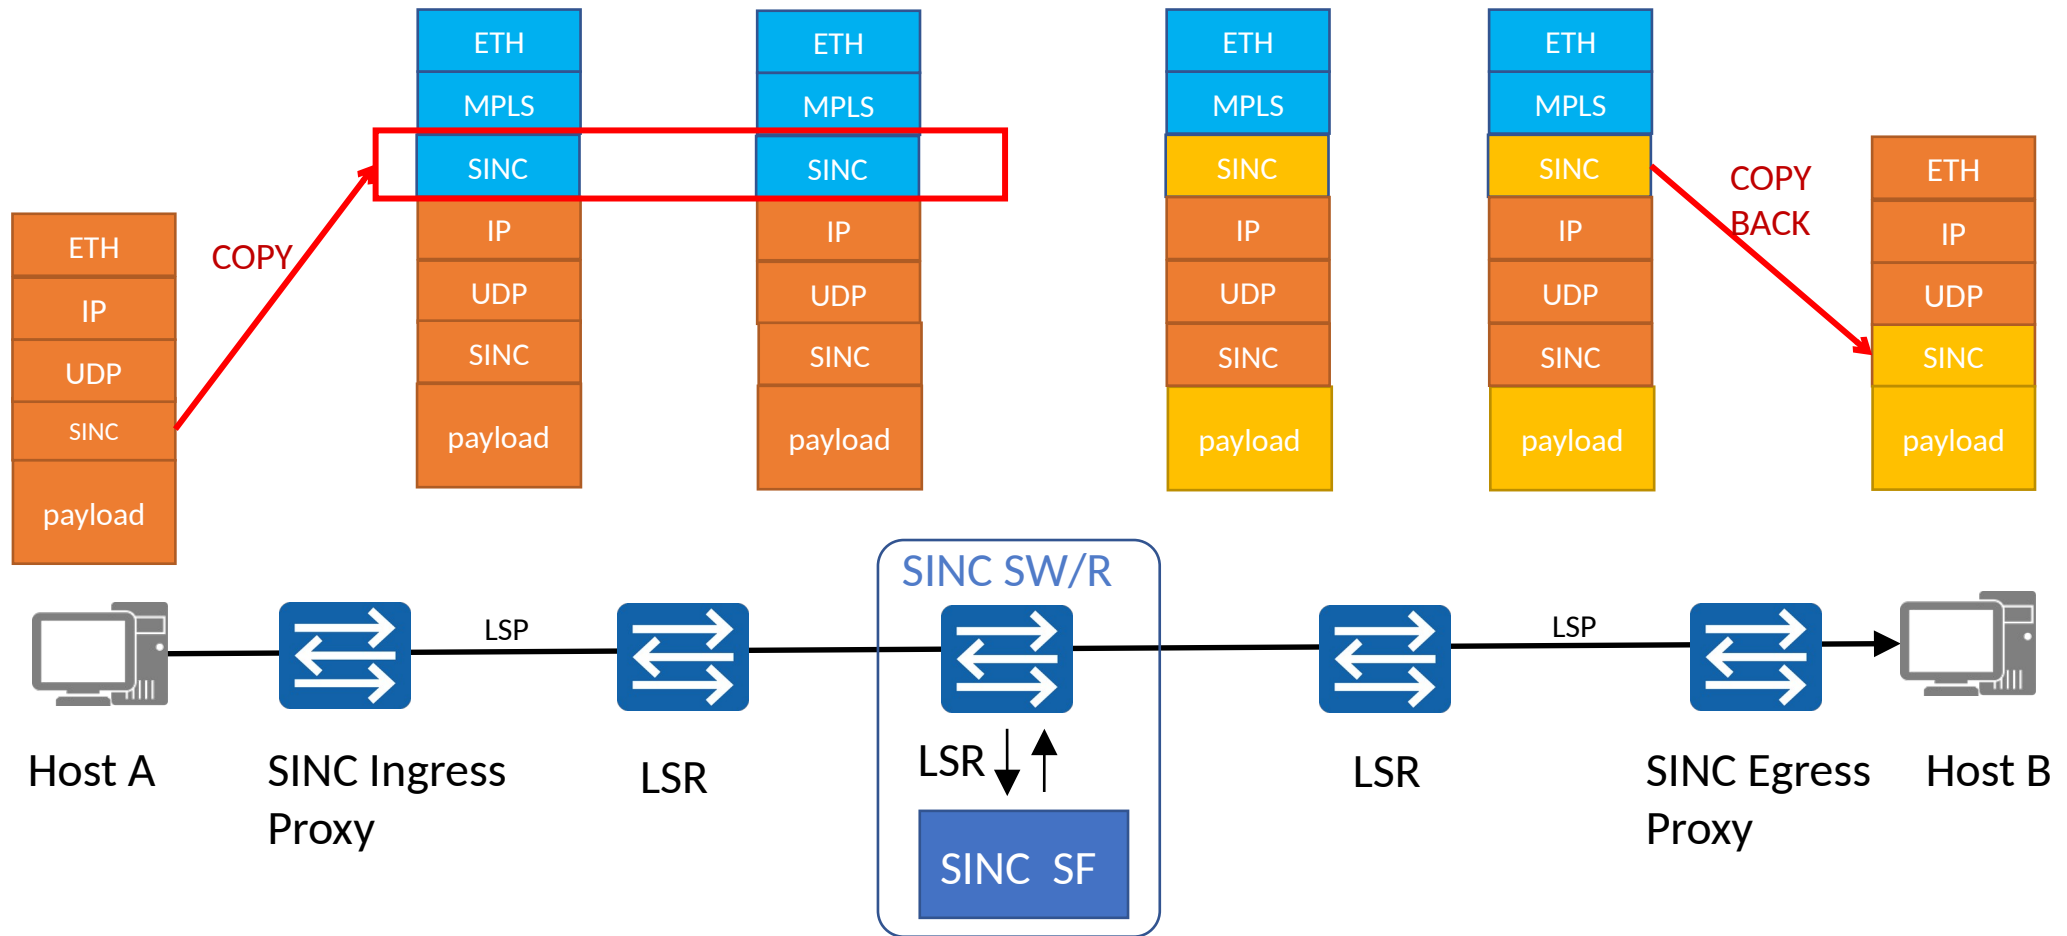 ETH
MPLS
SINC
IP
UDP
SINC
payload
ETH
MPLS
SINC
IP
UDP
SINC
payload
ETH
MPLS
SINC
IP
UDP
SINC
payload
ETH
MPLS
SINC
IP
UDP
SINC
payload
ETH
IP
UDP
SINC
payload
COPY
COPY
BACK
ETH
IP
UDP
SINC
payload
SINC SW/R
LSP
LSP
LSR
Host A
SINC Ingress
Proxy
LSR
LSR
SINC Egress
Proxy
Host B
SINC SF